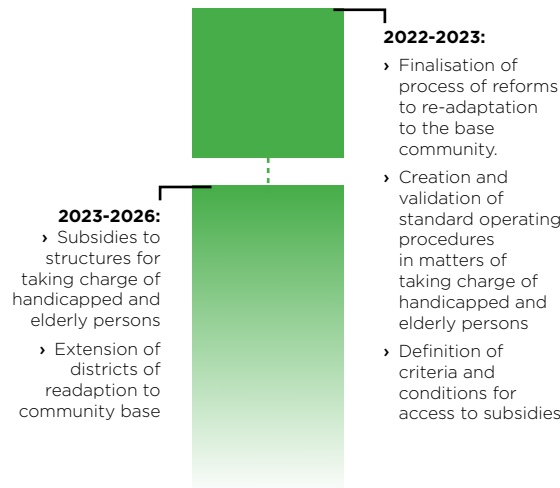 2022-2023:
› Finalisation of
process of reforms
to re-adaptation
to the base
community.
› Creation and
validation of
standard operating
procedures
in matters of
taking charge of
handicapped and
elderly persons
› Definition of
criteria and
conditions for
access to subsidies
2023-2026:
› Subsidies to
structures for
taking charge of
handicapped and
elderly persons
› Extension of
districts of
readaption to
community base